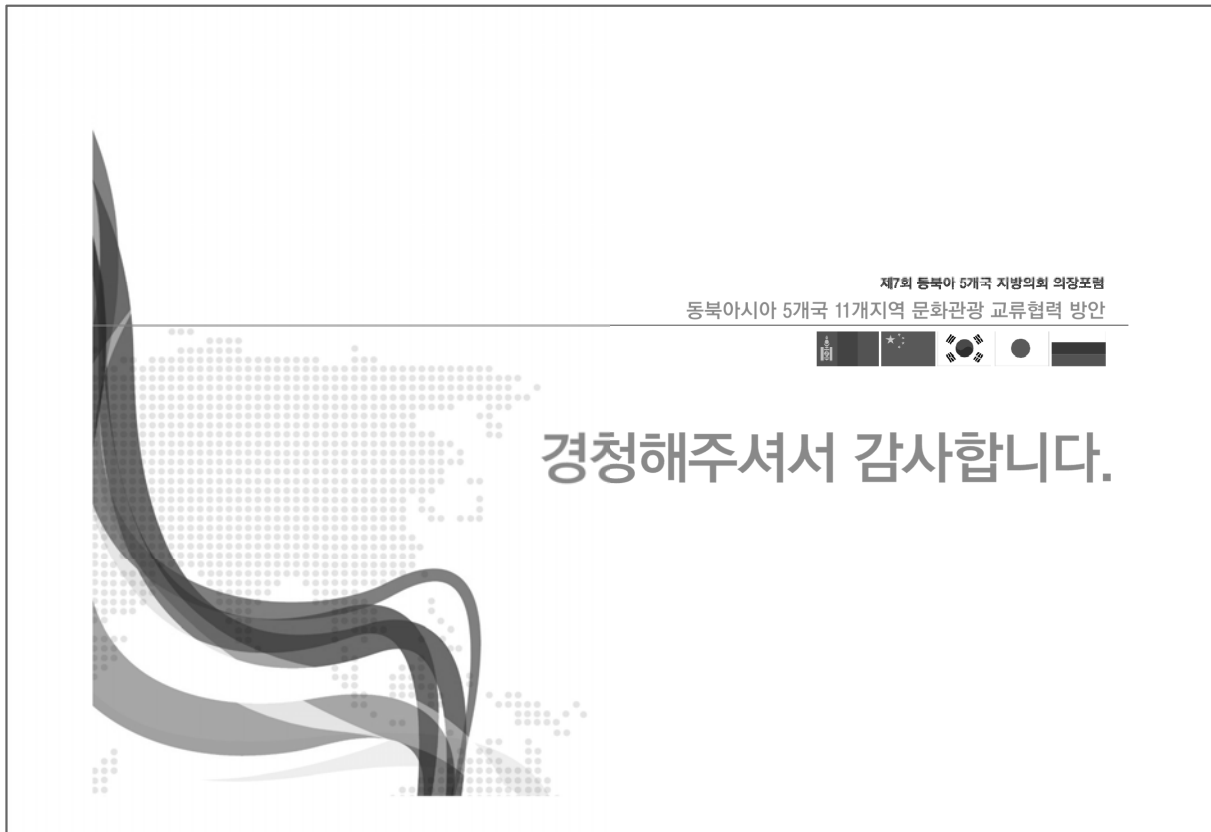 제7회 동북아 5개국 지방의회 의장포럼
동북아시아 5개국 11개지역 문화관광 교류협력 방안
경청해주셔서 감사합니다.